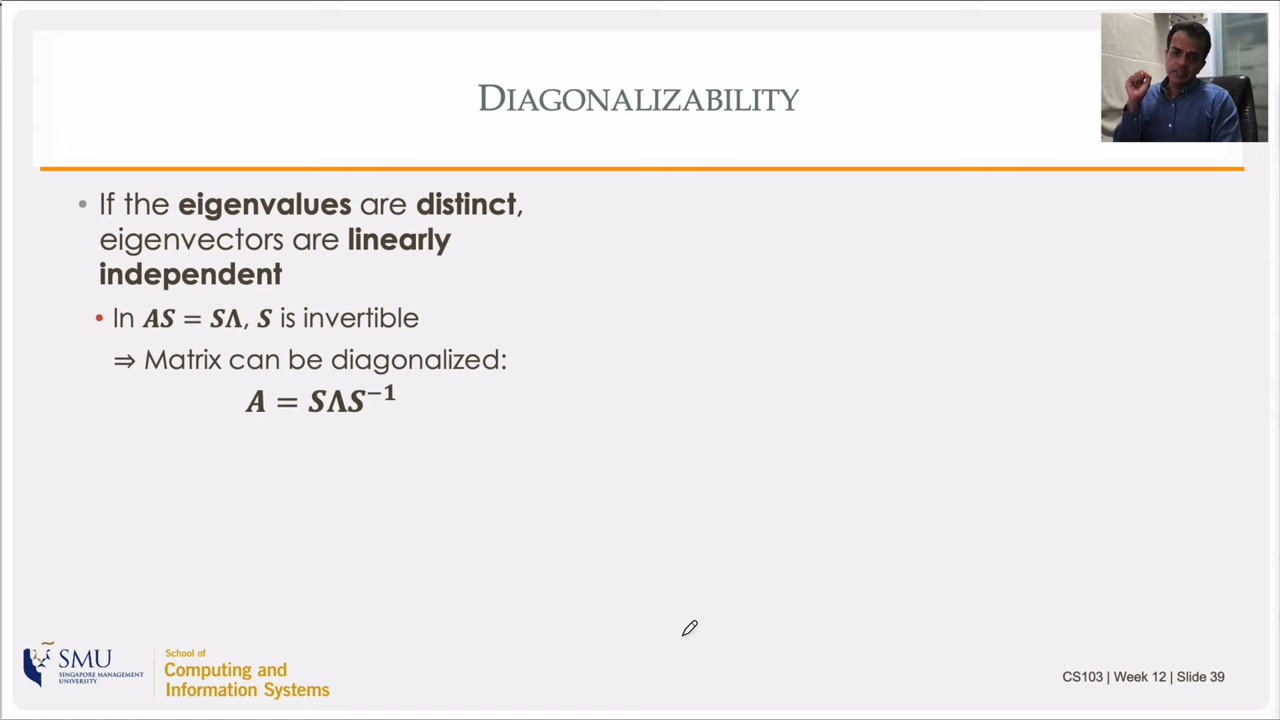 DIAGONALIZABILITY
• If the eigenvalues are distinct,
eigenvectors are linearly
independent
• In AS = SΛ, S is invertible
⇒ Matrix can be diagonalized:
A = SΛS⁻¹
SMU
SINGAPORE MANAGEMENT
UNIVERSITY
School of
Computing and
Information Systems
CS103 | Week 12 | Slide 39